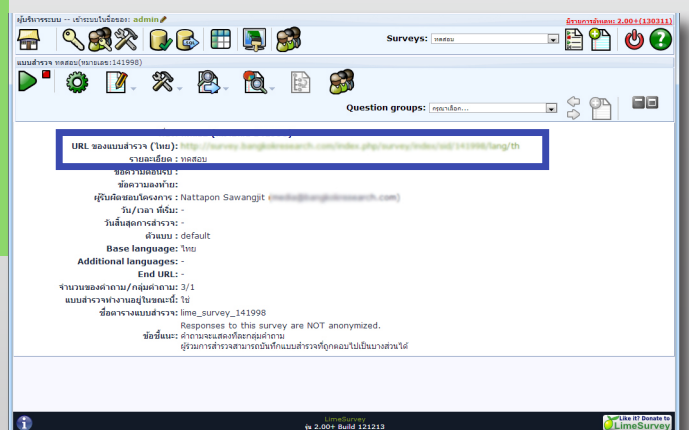 ผู้บริหารระบบ -- เข้าระบบในชื่อของ: admin
มีรายการอัพเดท: 2.00+(130311)
Surveys: ทดสอบ
แบบสำรวจ ทดสอบ(หมายเลข:141998)
Question groups: กรุณาเลือก...
URL ของแบบสำรวจ (ไทย): http://survey.bangkokresearch.com/index.php/survey/index/sid/141998/lang/th
รายละเอียด : ทดสอบ
ข้อความต้อนรับ :
ข้อความลงท้าย:
ผู้รับผิดชอบโครงการ : Nattapon Sawangjit (media@bangkokresearch.com)
วัน/เวลา ที่เริ่ม: -
วันสิ้นสุดการสำรวจ: -
ตัวแบบ : default
Base language: ไทย
Additional languages: -
End URL: -
จำนวนของคำถาม/กลุ่มคำถาม: 3/1
แบบสำรวจทำงานอยู่ในขณะนี้: ใช่
ชื่อตารางแบบสำรวจ: lime_survey_141998
Responses to this survey are NOT anonymized.
ข้อชี้แนะ: คำถามจะแสดงทีละกลุ่มคำถาม
ผู้ร่วมการสำรวจสามารถบันทึกแบบสำรวจที่ถูกตอบไปเป็นบางส่วนได้
LimeSurvey
รุ่น 2.00+ Build 121213
Like it? Donate to
LimeSurvey